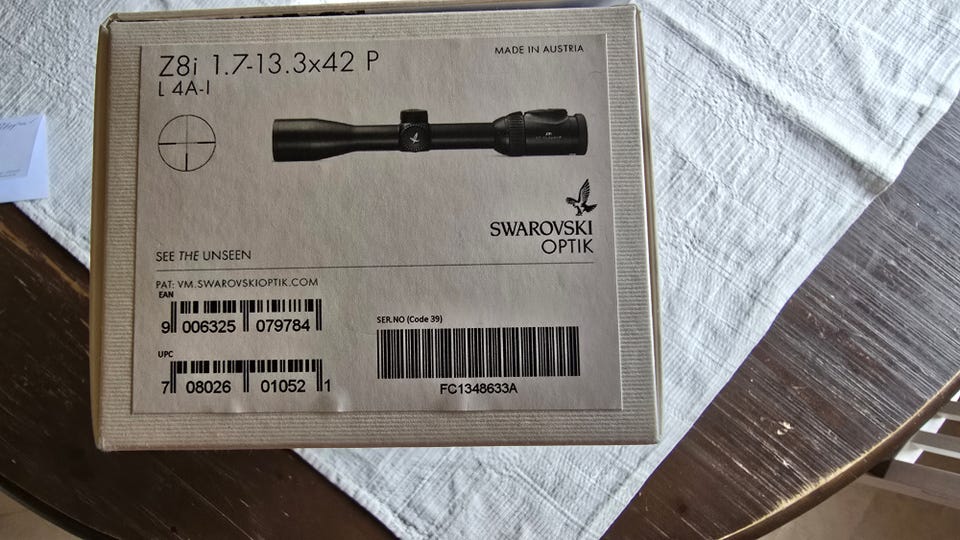 Z8i 1.7-13.3x42 P
L 4A-I
MADE IN AUSTRIA
SWAROVSKI
OPTIK
SEE THE UNSEEN
PAT: VM.SWAROVSKIOPTIK.COM
EAN
9 006325 079784
SER.NO (Code 39)
FC1348633A
UPC
7 08026 01052 1